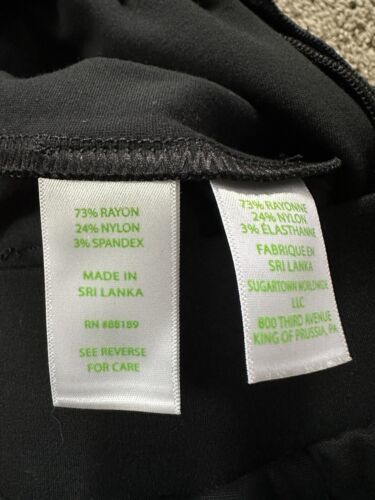 73% RAYON
24% NYLON
3% SPANDEX
MADE IN
SRI LANKA
RN #88189
SEE REVERSE
FOR CARE
73% RAYONNE
24% NYLON
3% ÉLASTHANNE
FABRIQUE EN
SRI LANKA
SUGARTOWN WORLDWIDE
LLC
800 THIRD AVENUE
KING OF PRUSSIA, PA